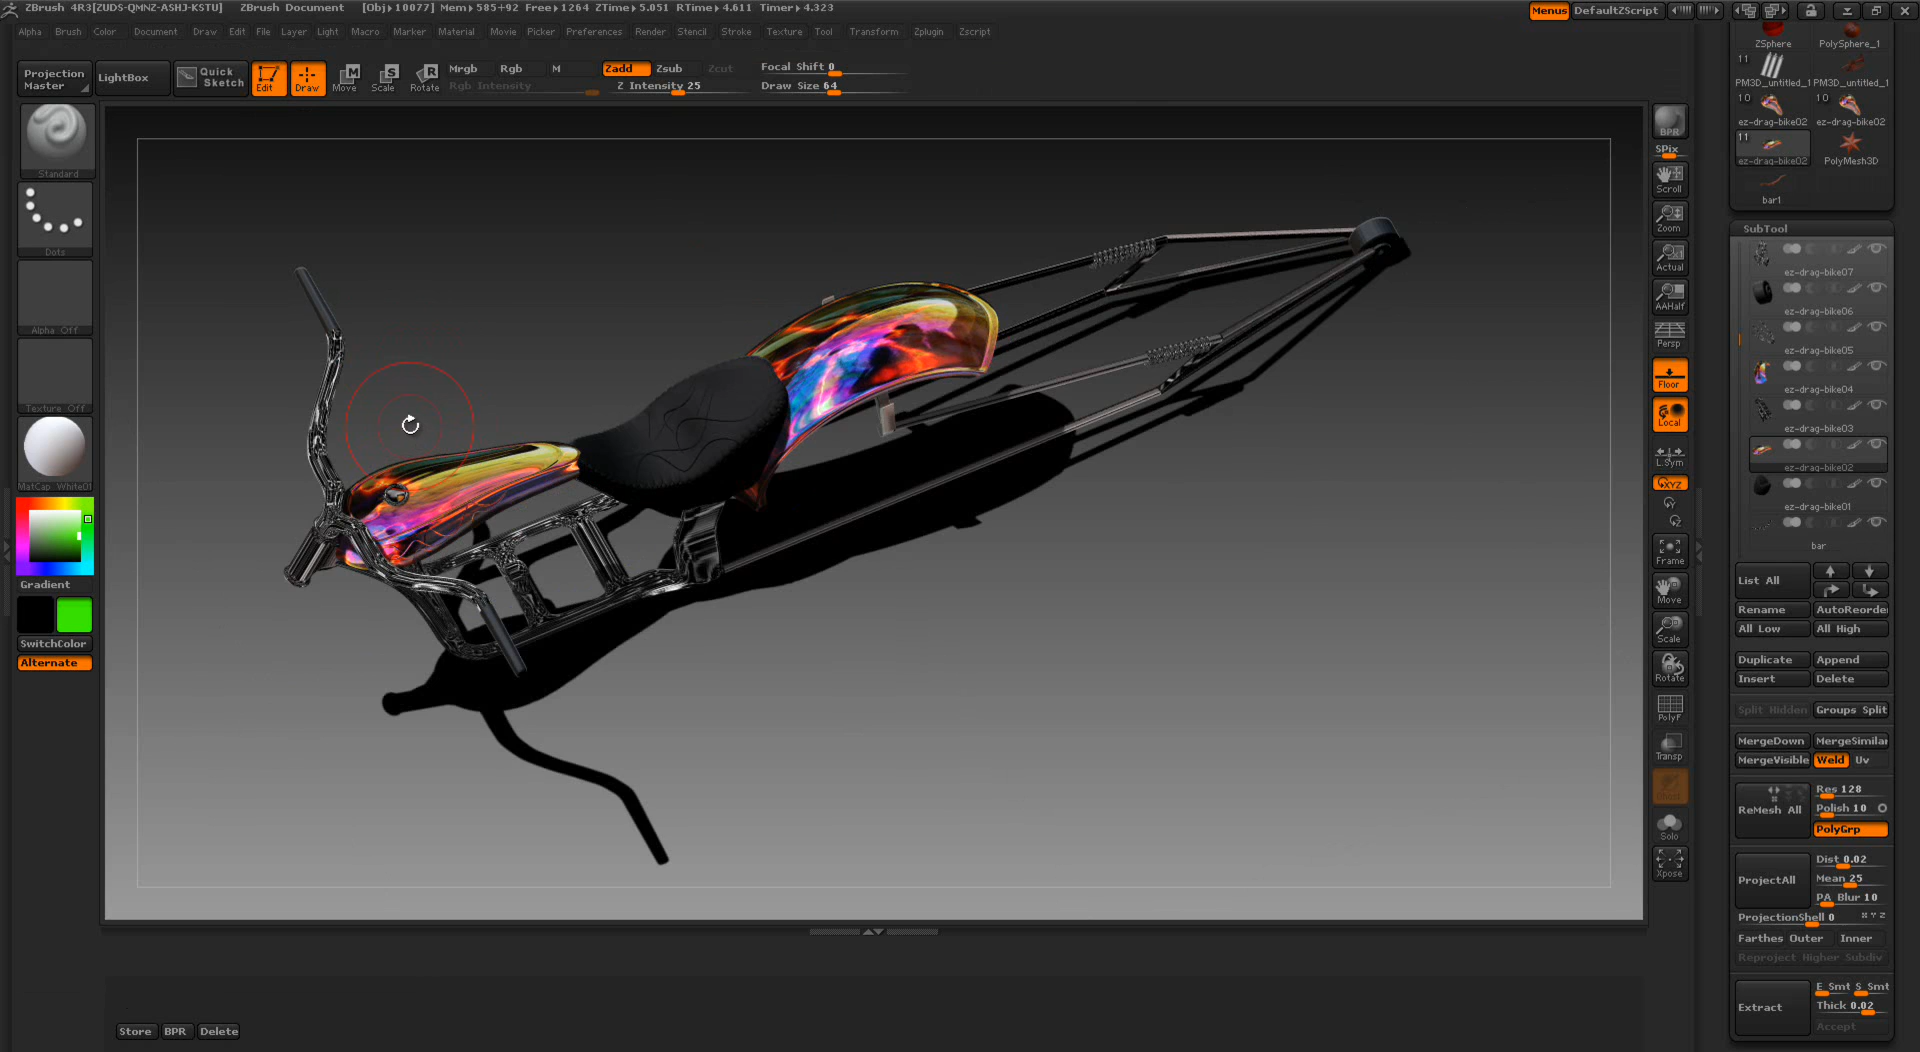 ZBrush 4R3[ZUDS-QMNZ-ASHJ-KSTU] ZBrush Document [Obj▸10077] Mem▸585+92 Free▸1264 ZTime▸5.051 RTime▸4.611 Timer▸4.323 Menus DefaultZScript
Alpha Brush Color Document Draw Edit File Layer Light Macro Marker Material Movie Picker Preferences Render Stencil Stroke Texture Tool Transform Zplugin Zscript
Projection Master
LightBox
Quick Sketch
Edit
Draw
Move
Scale
Rotate
Mrgb Rgb M
Rgb Intensity
Zadd Zsub Zcut
Z Intensity 25
Focal Shift 0
Draw Size 64
Standard
Dots
Alpha Off
Texture Off
MatCap White01
Gradient
SwitchColor
Alternate
BPR
SPix
Scroll
Zoom
Actual
AAHalf
Persp
Floor
Local
L.Sym
XYZ
Frame
Move
Scale
Rotate
PolyF
Transp
Ghost
Solo
Xpose
ZSphere PolySphere_1
11
PM3D_untitled_1 PM3D_untitled_1
10 10
ez-drag-bike02 ez-drag-bike02
11
ez-drag-bike02 PolyMesh3D
bar1
SubTool
ez-drag-bike07
ez-drag-bike06
ez-drag-bike05
ez-drag-bike04
ez-drag-bike03
ez-drag-bike02
ez-drag-bike01
bar
List All
Rename AutoReorde
All Low All High
Duplicate Append
Insert Delete
Split Hidden Groups Split
MergeDown MergeSimilar
MergeVisible Weld Uv
ReMesh All
Res 128
Polish 10
PolyGrp
ProjectAll
Dist 0.02
Mean 25
PA Blur 10
ProjectionShell 0 X Y Z
Farthes Outer Inner
Reproject Higher Subdiv
Extract
E Smt S Smt
Thick 0.02
Accept
Store BPR Delete